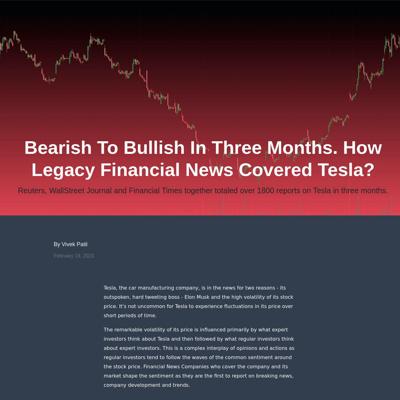 Bearish To Bullish In Three Months. How
Legacy Financial News Covered Tesla?
Reuters, WallStreet Journal and Financial Times together totaled over 1800 reports on Tesla in three months.
By Vivek Patil
February 14, 2023
Tesla, the car manufacturing company, is in the news for two reasons - its
outspoken, hard tweeting boss - Elon Musk and the high volatility of its stock
price. It's not uncommon for Tesla to experience fluctuations in its price over
short periods of time.
The remarkable volatility of its price is influenced primarily by what expert
investors think about Tesla and then followed by what regular investors think
about expert investors. This is a complex interplay of opinions and actions as
regular investors tend to follow the waves of the common sentiment around
the stock price. Financial News Companies who cover the company and its
market shape the sentiment as they are the first to report on breaking news,
company development and trends.